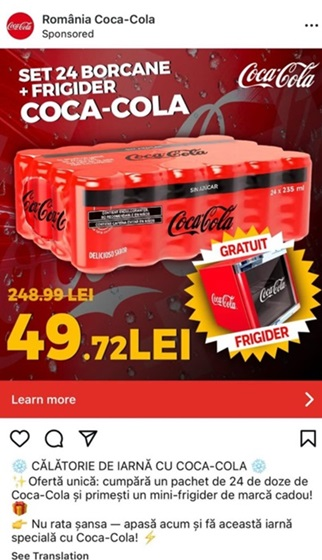 România Coca-Cola
Sponsored
SET 24 BORCANE
+ FRIGIDER
COCA-COLA
Coca-Cola
Coca-Cola
SIN AZÚCAR
24 x 235 ml
Coca-Cola
DELICIOSO SABOR
GRATUIT
Coca-Cola
Coca-Cola
FRIGIDER
248.99 LEI
49.72LEI
Learn more
❄️ CĂLĂTORIE DE IARNĂ CU COCA-COLA ❄️
✨ Ofertă unică: cumpără un pachet de 24 de doze de
Coca-Cola și primești un mini-frigider de marcă cadou!
🎁
👉 Nu rata șansa — apasă acum și fă această iarnă
specială cu Coca-Cola! ⚡
See Translation